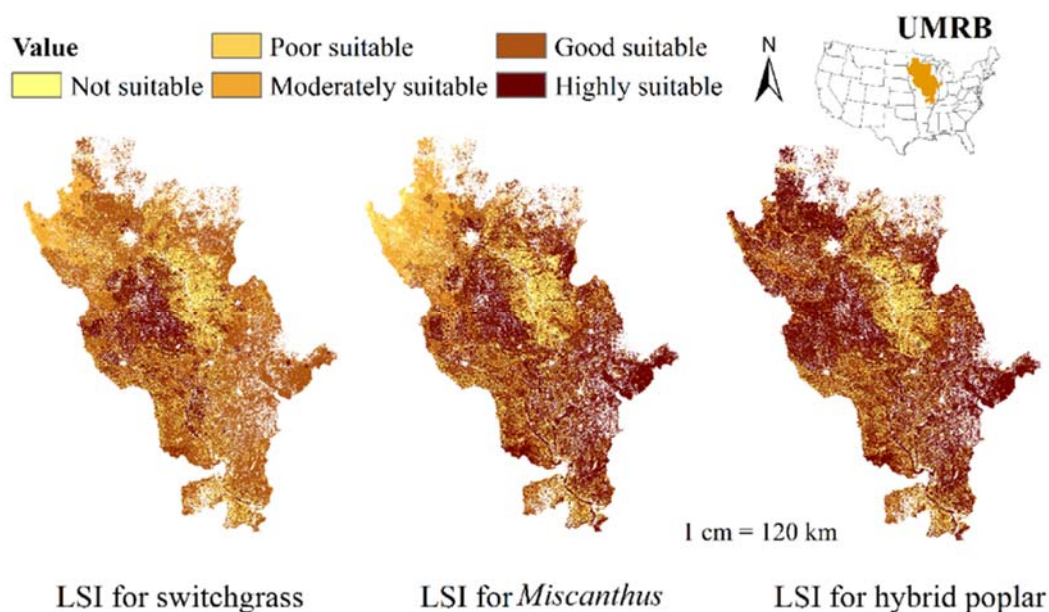 UMRB
Value
Poor suitable
Good suitable
N
Not suitable
Moderately suitable
Highly suitable
1 cm = 120 km
LSI for switchgrass
LSI for Miscanthus
LSI for hybrid poplar